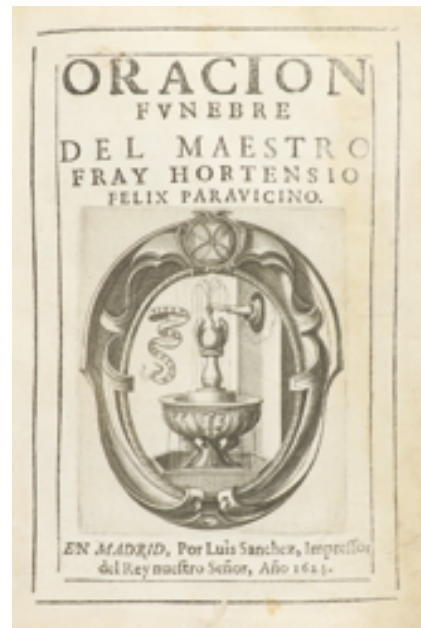 ORACION
FVNEBRE
DEL MAESTRO
FRAY HORTENSIO
FELIX PARAVICINO.
EN MADRID, Por Luis Sanchez, Impressor
del Rey nuestro Señor, Año